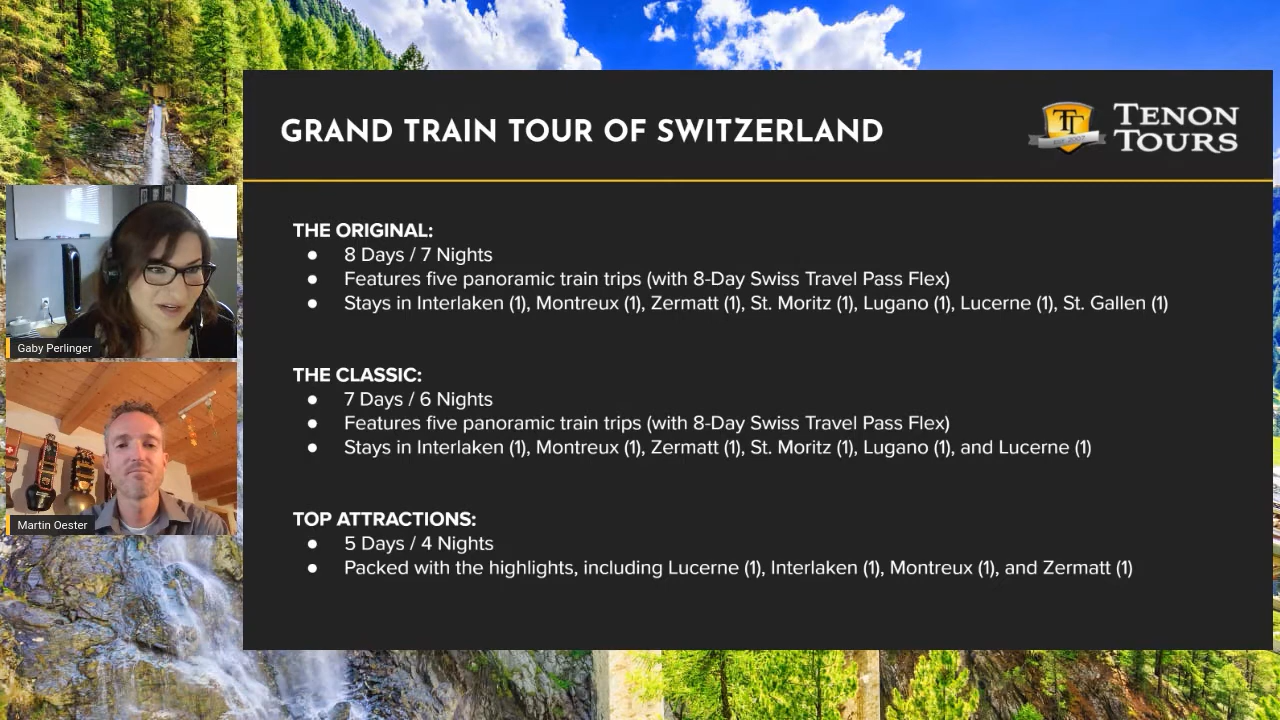 GRAND TRAIN TOUR OF SWITZERLAND
TT
TENON
TOURS
THE ORIGINAL:
● 8 Days / 7 Nights
● Features five panoramic train trips (with 8-Day Swiss Travel Pass Flex)
● Stays in Interlaken (1), Montreux (1), Zermatt (1), St. Moritz (1), Lugano (1), Lucerne (1), St. Gallen (1)
THE CLASSIC:
● 7 Days / 6 Nights
● Features five panoramic train trips (with 8-Day Swiss Travel Pass Flex)
● Stays in Interlaken (1), Montreux (1), Zermatt (1), St. Moritz (1), Lugano (1), and Lucerne (1)
TOP ATTRACTIONS:
● 5 Days / 4 Nights
● Packed with the highlights, including Lucerne (1), Interlaken (1), Montreux (1), and Zermatt (1)
Gaby Perlinger
Martin Oester